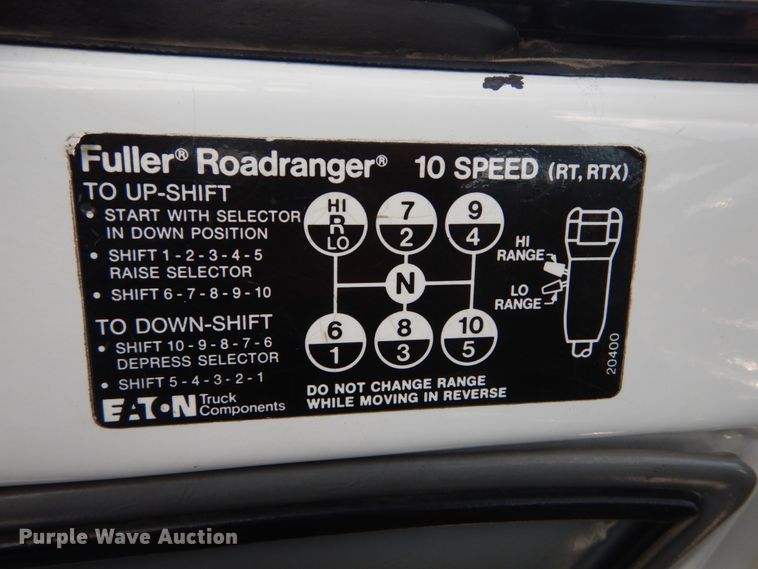 Fuller® Roadranger® 10 SPEED (RT, RTX)
TO UP-SHIFT
• START WITH SELECTOR
IN DOWN POSITION
• SHIFT 1-2-3-4-5
RAISE SELECTOR
• SHIFT 6-7-8-9-10
TO DOWN-SHIFT
• SHIFT 10-9-8-7-6
DEPRESS SELECTOR
• SHIFT 5-4-3-2-1
EATON Truck
Components
HI
R
LO
7
2
9
4
N
6
1
8
3
10
5
DO NOT CHANGE RANGE
WHILE MOVING IN REVERSE
HI
RANGE
LO
RANGE
20400
Purple Wave Auction